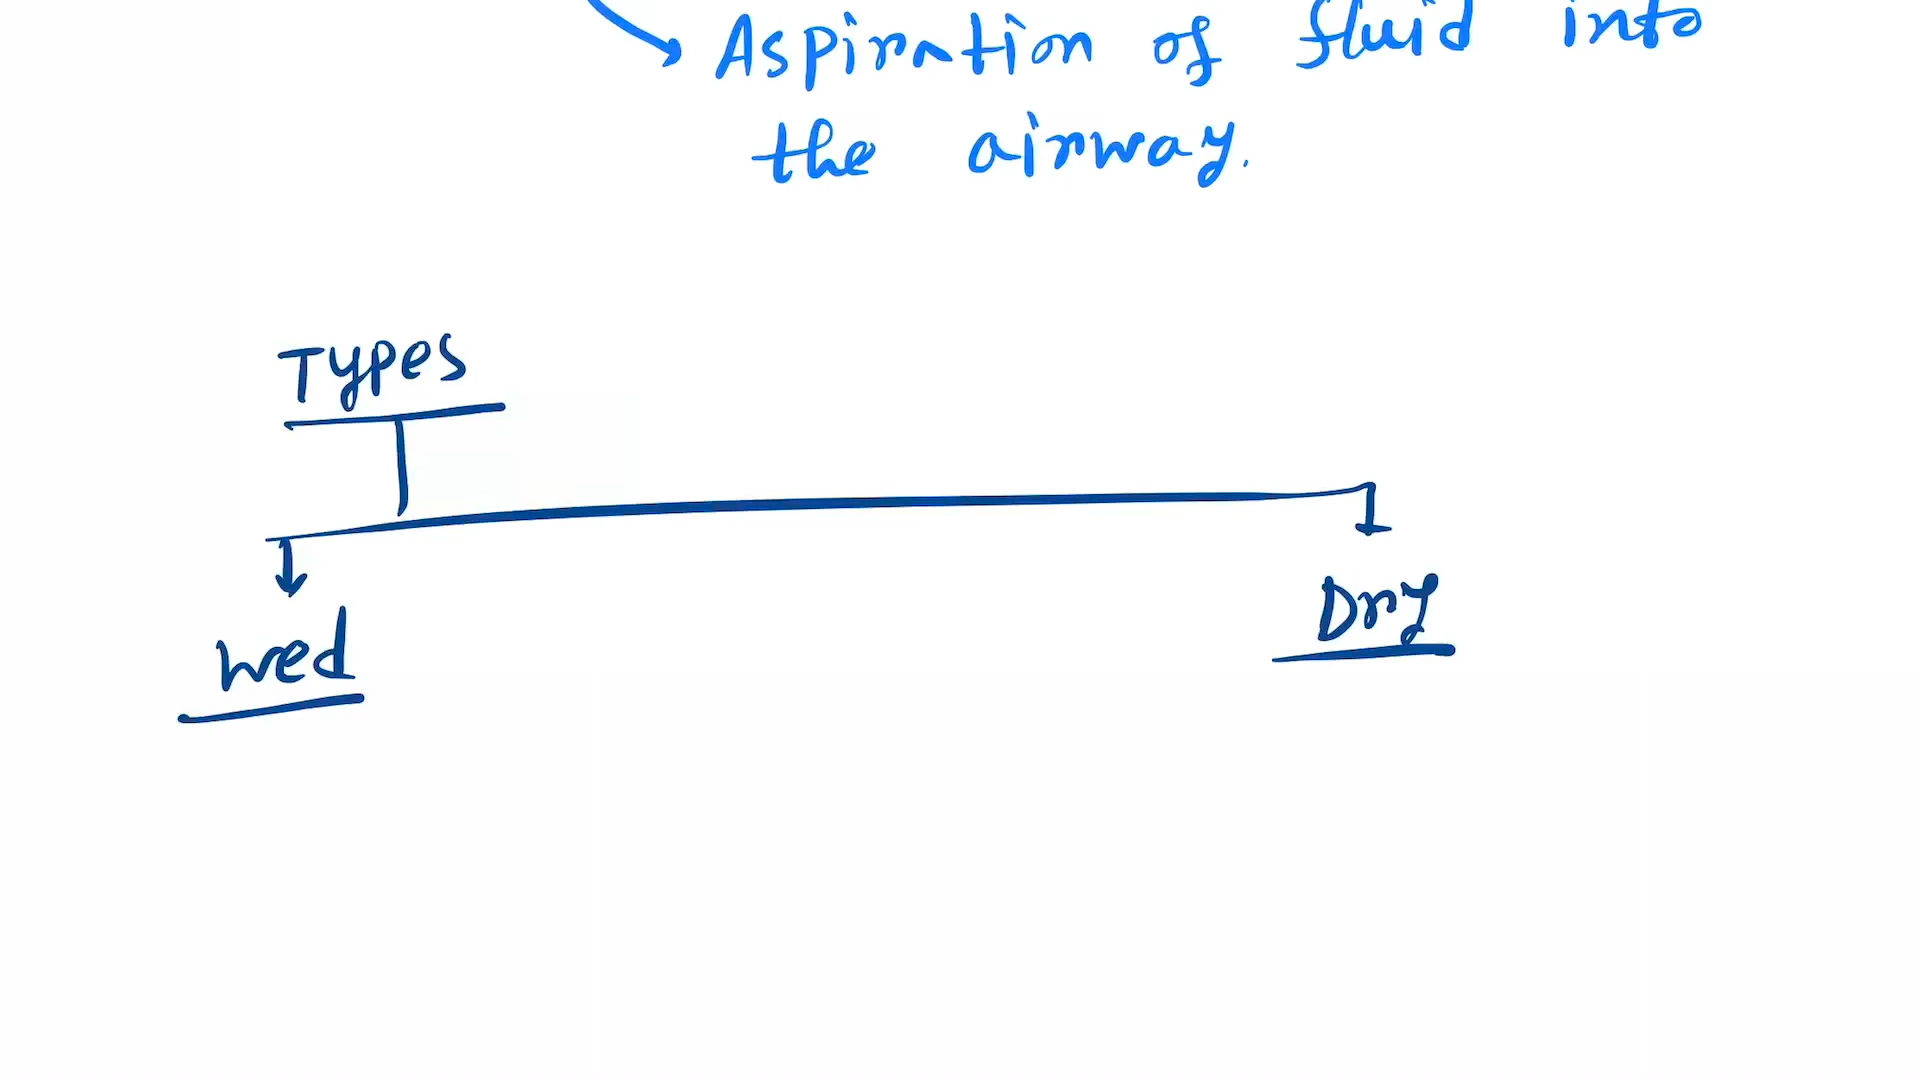 Aspiration of fluid into
the airway.
Types
Wed
Dry